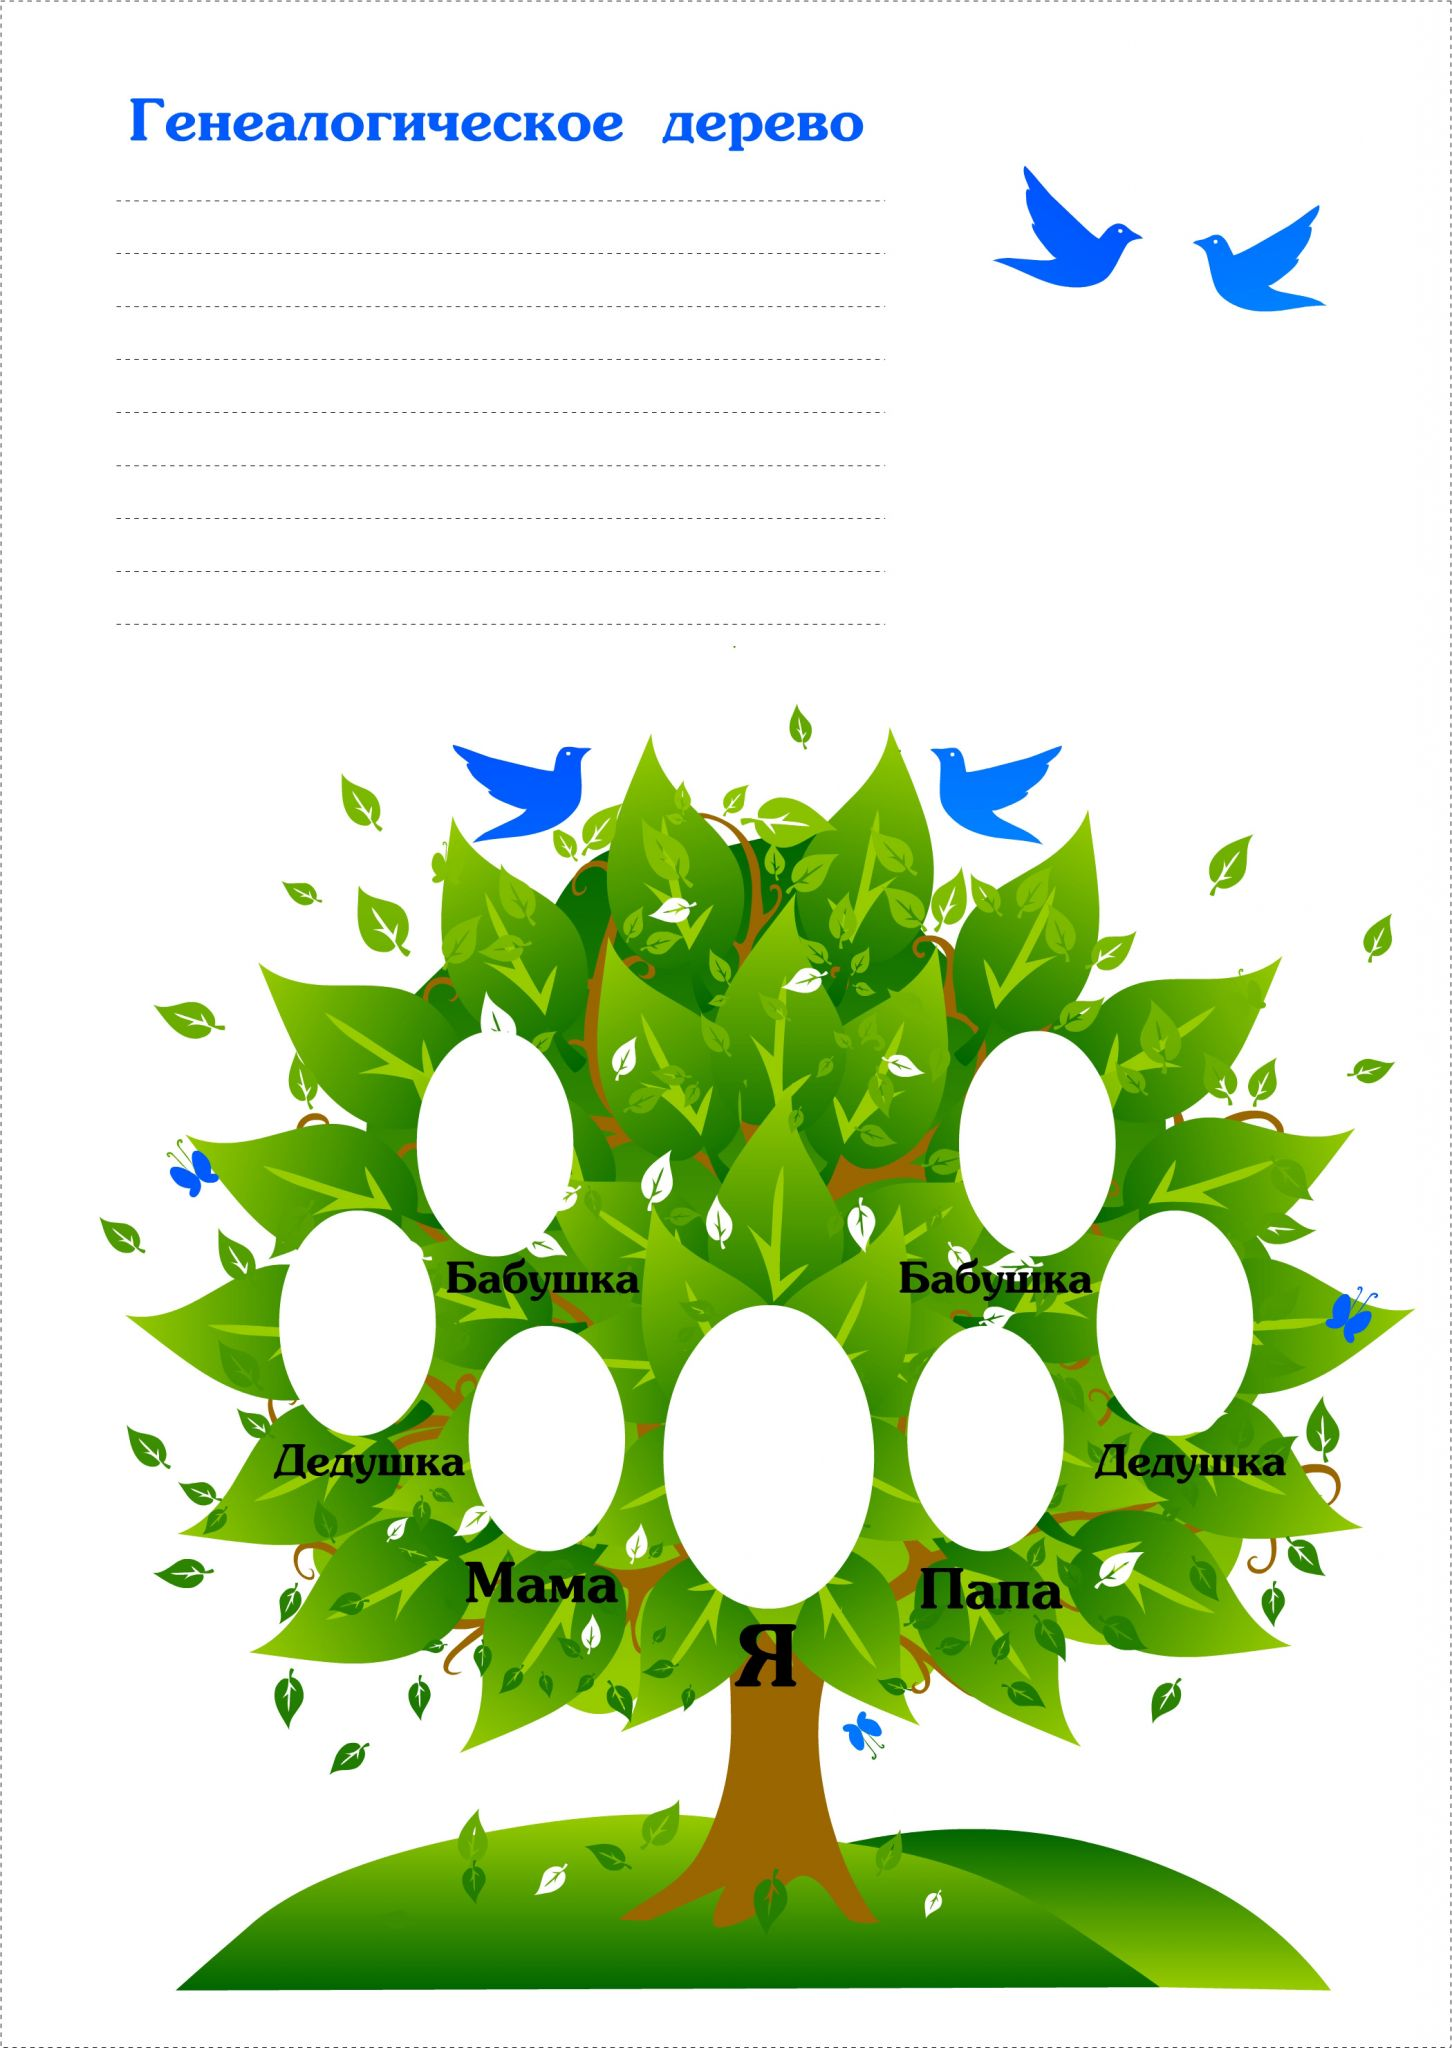 Генеалогическое дерево
Бабушка Бабушка
Дедушка Дедушка
Мама Папа
Я